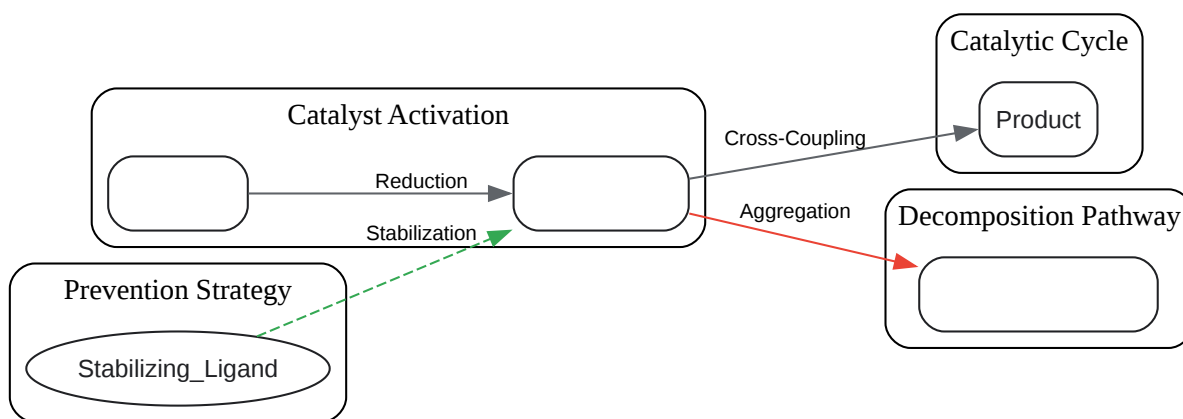 Catalytic Cycle
Product
Catalyst Activation
Cross-Coupling
Reduction
Aggregation
Decomposition Pathway
Stabilization
Prevention Strategy
Stabilizing_Ligand